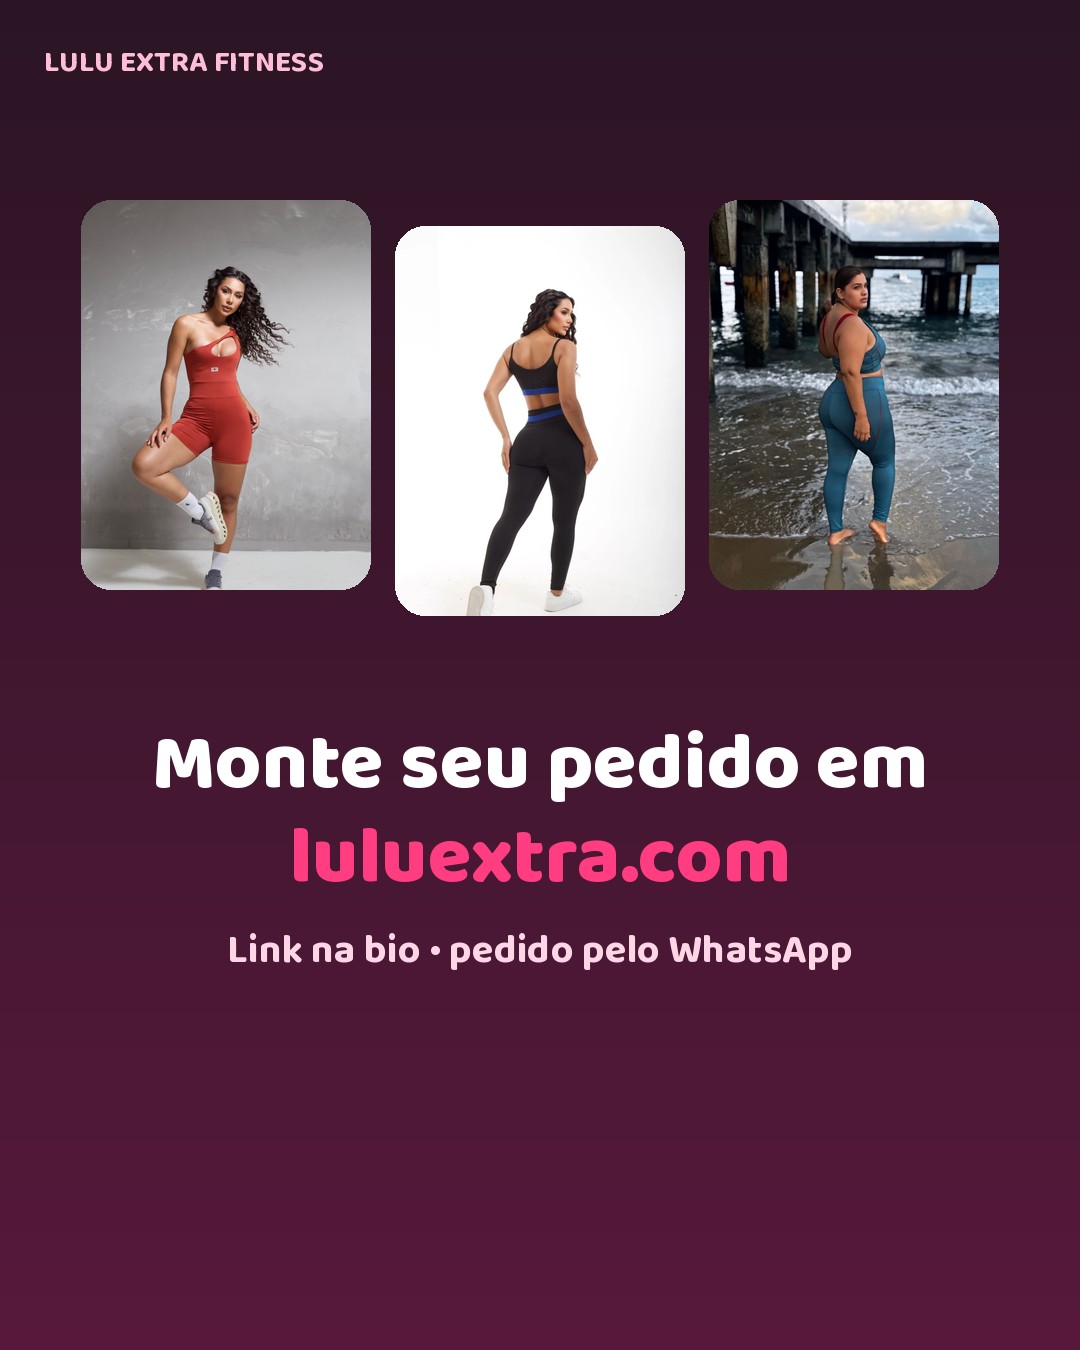 LULU EXTRA FITNESS
Monte seu pedido em
luluextra.com
Link na bio • pedido pelo WhatsApp